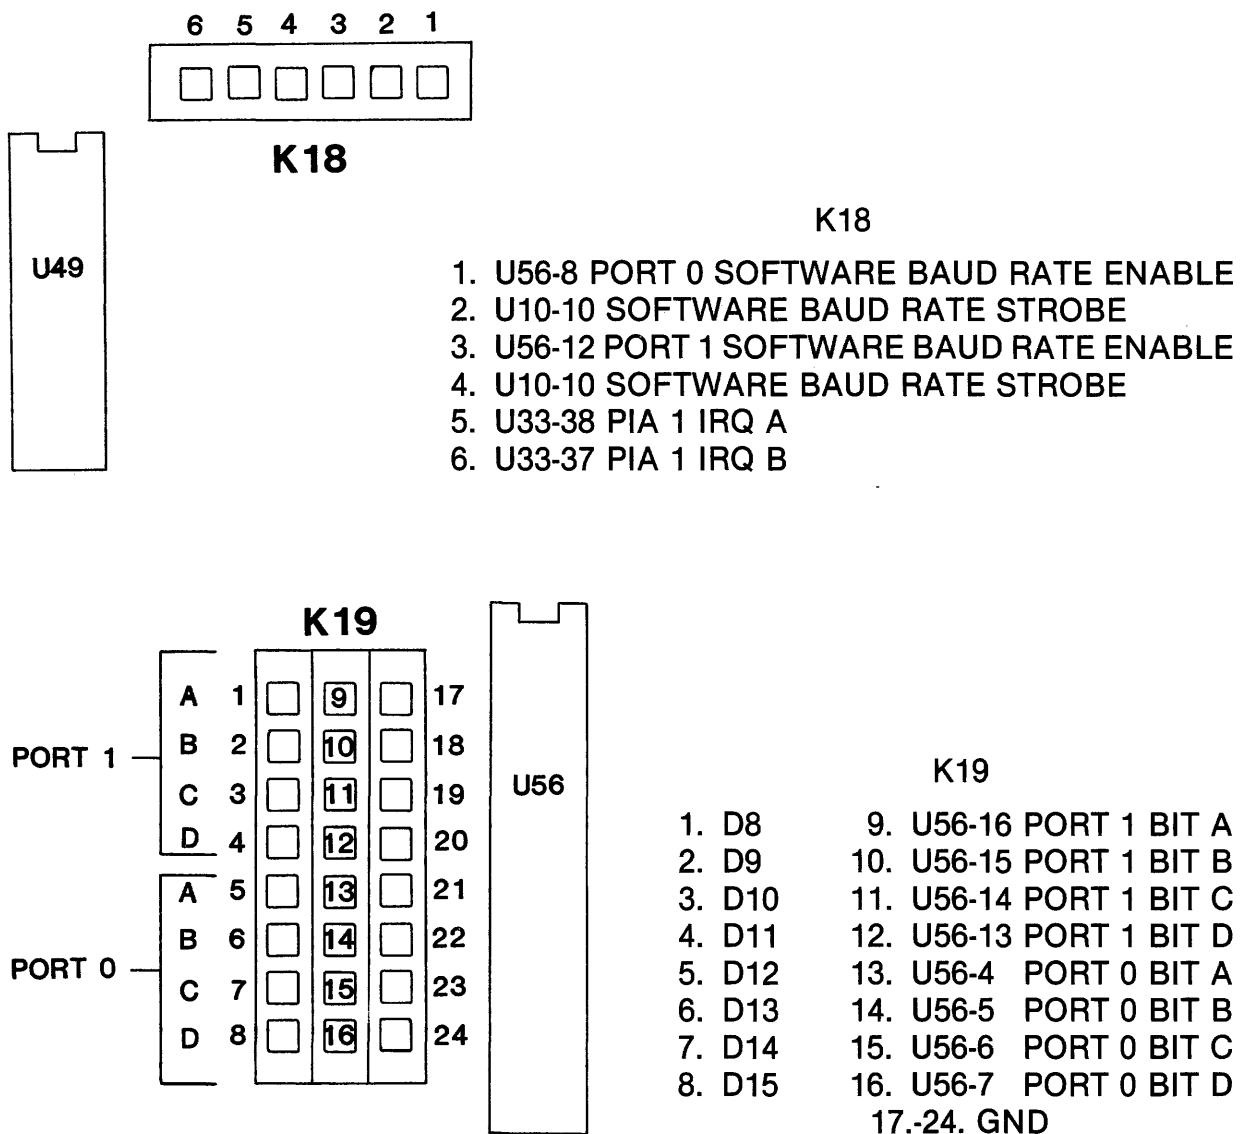 6 5 4 3 2 1
K18
U49
K18
1. U56-8 PORT 0 SOFTWARE BAUD RATE ENABLE
2. U10-10 SOFTWARE BAUD RATE STROBE
3. U56-12 PORT 1 SOFTWARE BAUD RATE ENABLE
4. U10-10 SOFTWARE BAUD RATE STROBE
5. U33-38 PIA 1 IRQ A
6. U33-37 PIA 1 IRQ B
K19
A 1 9 17
B 2 10 18
PORT 1
C 3 11 19
D 4 12 20
A 5 13 21
B 6 14 22
PORT 0
C 7 15 23
D 8 16 24
U56
K19
1. D8 9. U56-16 PORT 1 BIT A
2. D9 10. U56-15 PORT 1 BIT B
3. D10 11. U56-14 PORT 1 BIT C
4. D11 12. U56-13 PORT 1 BIT D
5. D12 13. U56-4 PORT 0 BIT A
6. D13 14. U56-5 PORT 0 BIT B
7. D14 15. U56-6 PORT 0 BIT C
8. D15 16. U56-7 PORT 0 BIT D
17.-24. GND